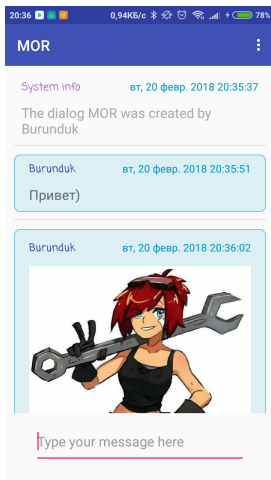 20:36 0,94КБ/с 78%
MOR
System info вт, 20 февр. 2018 20:35:37
The dialog MOR was created by
Burunduk
Burunduk вт, 20 февр. 2018 20:35:51
Привет)
Burunduk вт, 20 февр. 2018 20:36:02
Type your message here